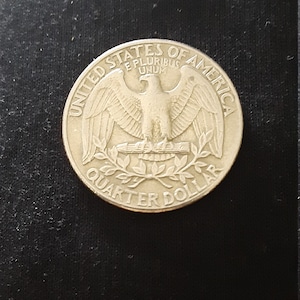 UNITED STATES OF AMERICA
E PLURIBUS
UNUM
QUARTER DOLLAR